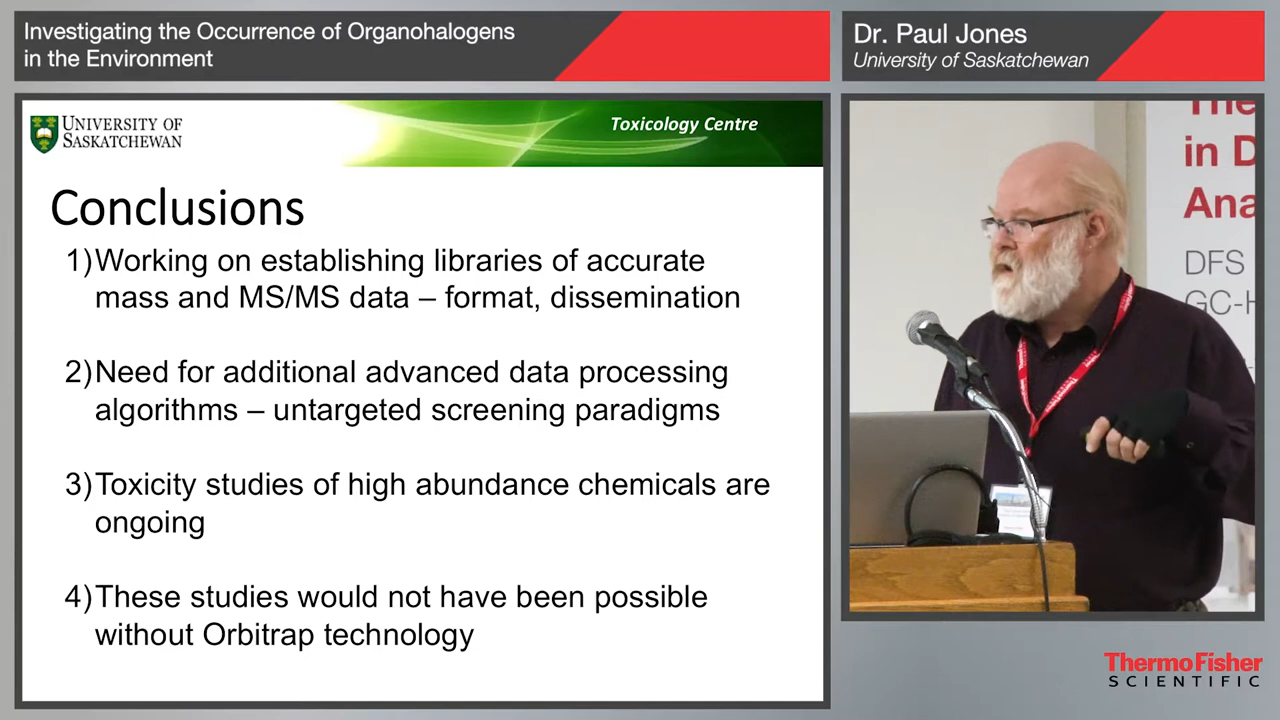 Investigating the Occurrence of Organohalogens
in the Environment
Dr. Paul Jones
University of Saskatchewan
UNIVERSITY OF
SASKATCHEWAN
Toxicology Centre
Conclusions
1) Working on establishing libraries of accurate
mass and MS/MS data – format, dissemination
2) Need for additional advanced data processing
algorithms – untargeted screening paradigms
3) Toxicity studies of high abundance chemicals are
ongoing
4) These studies would not have been possible
without Orbitrap technology
in D
Ana
DFS
GC-H
ThermoFisher
SCIENTIFIC